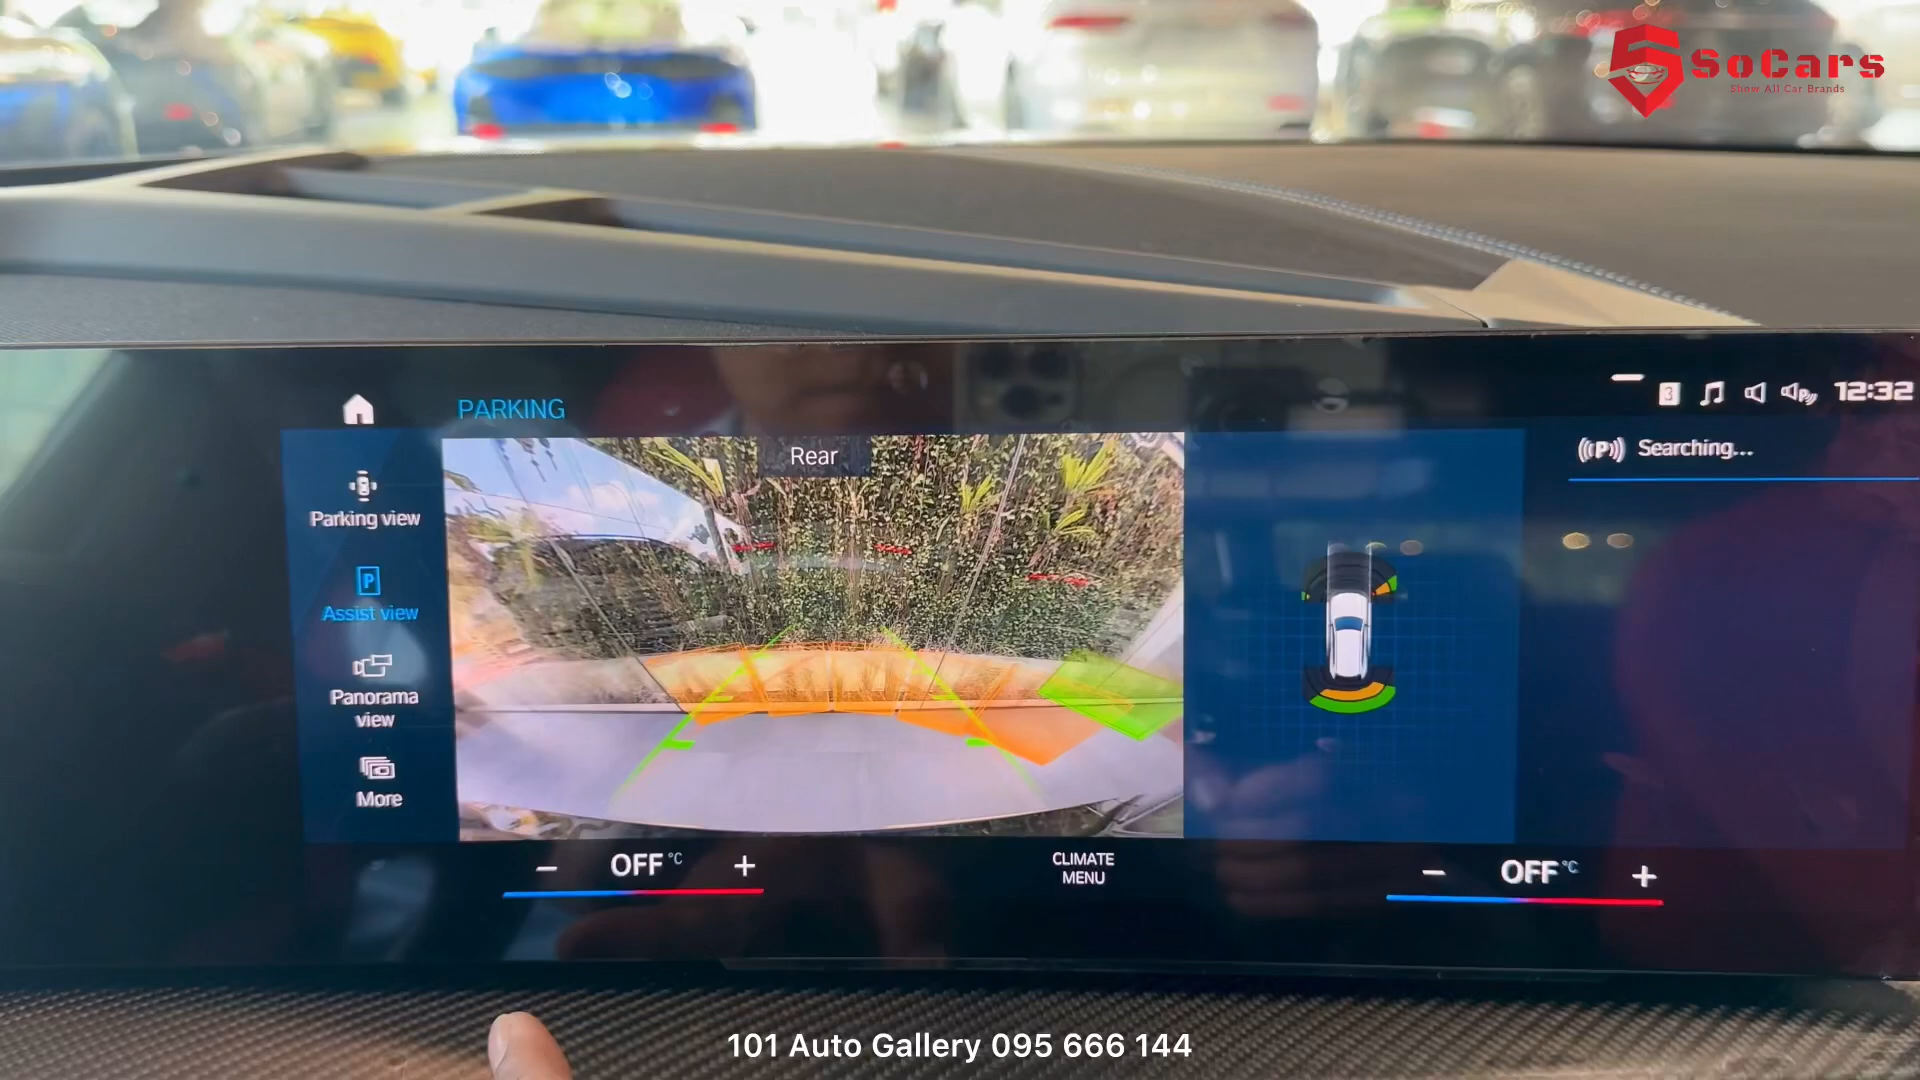 SoCars
Show All Car Brands
3
12:32
PARKING
Rear
(P)
Searching...
Parking view
P
Assist view
Panorama
view
More
− OFF °C +
CLIMATE
MENU
− OFF °C +
101 Auto Gallery 095 666 144